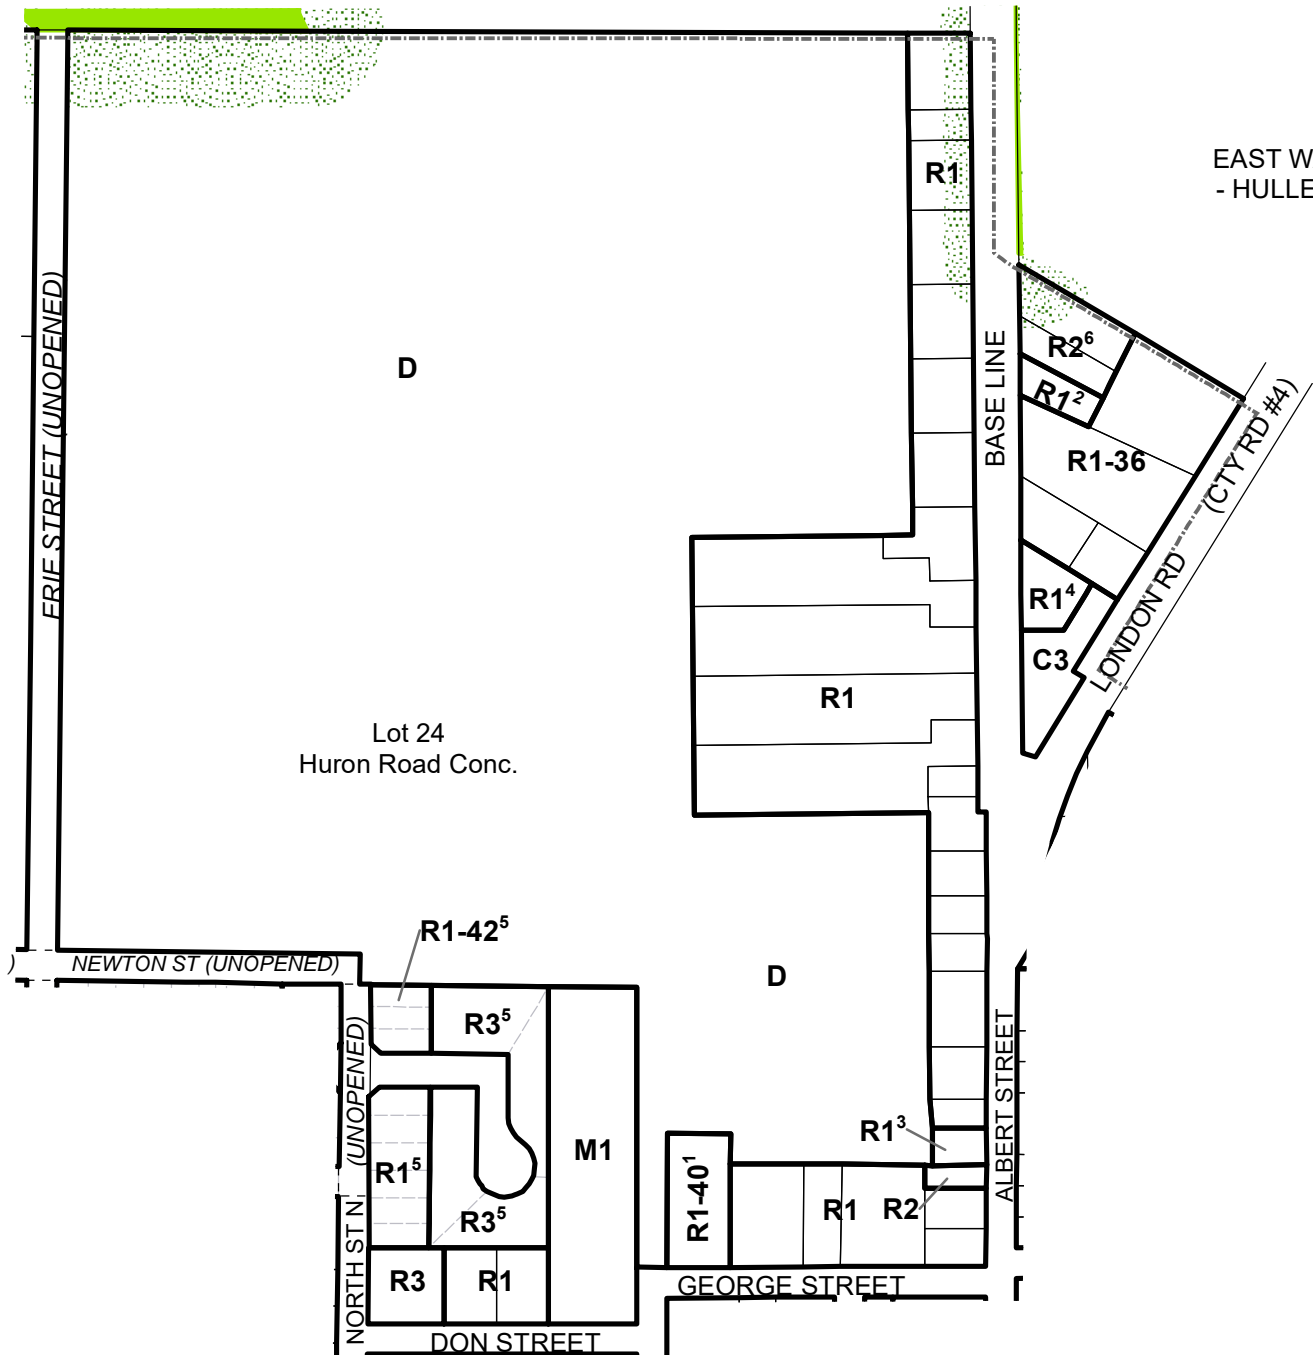 EAST W
- HULLE
R1
ERIE STREET (UNOPENED)
D
BASE LINE
R2⁶
R1²
R1-36
(CTY RD #4)
LONDON RD
R1⁴
C3
R1
Lot 24
Huron Road Conc.
R1-42⁵
)
NEWTON ST (UNOPENED)
D
R3⁵
(UNOPENED)
ALBERT STREET
R1³
M1
R1⁵
R1-40¹
R1
R2
R3⁵
NORTH ST N
R3
R1
GEORGE STREET
DON STREET